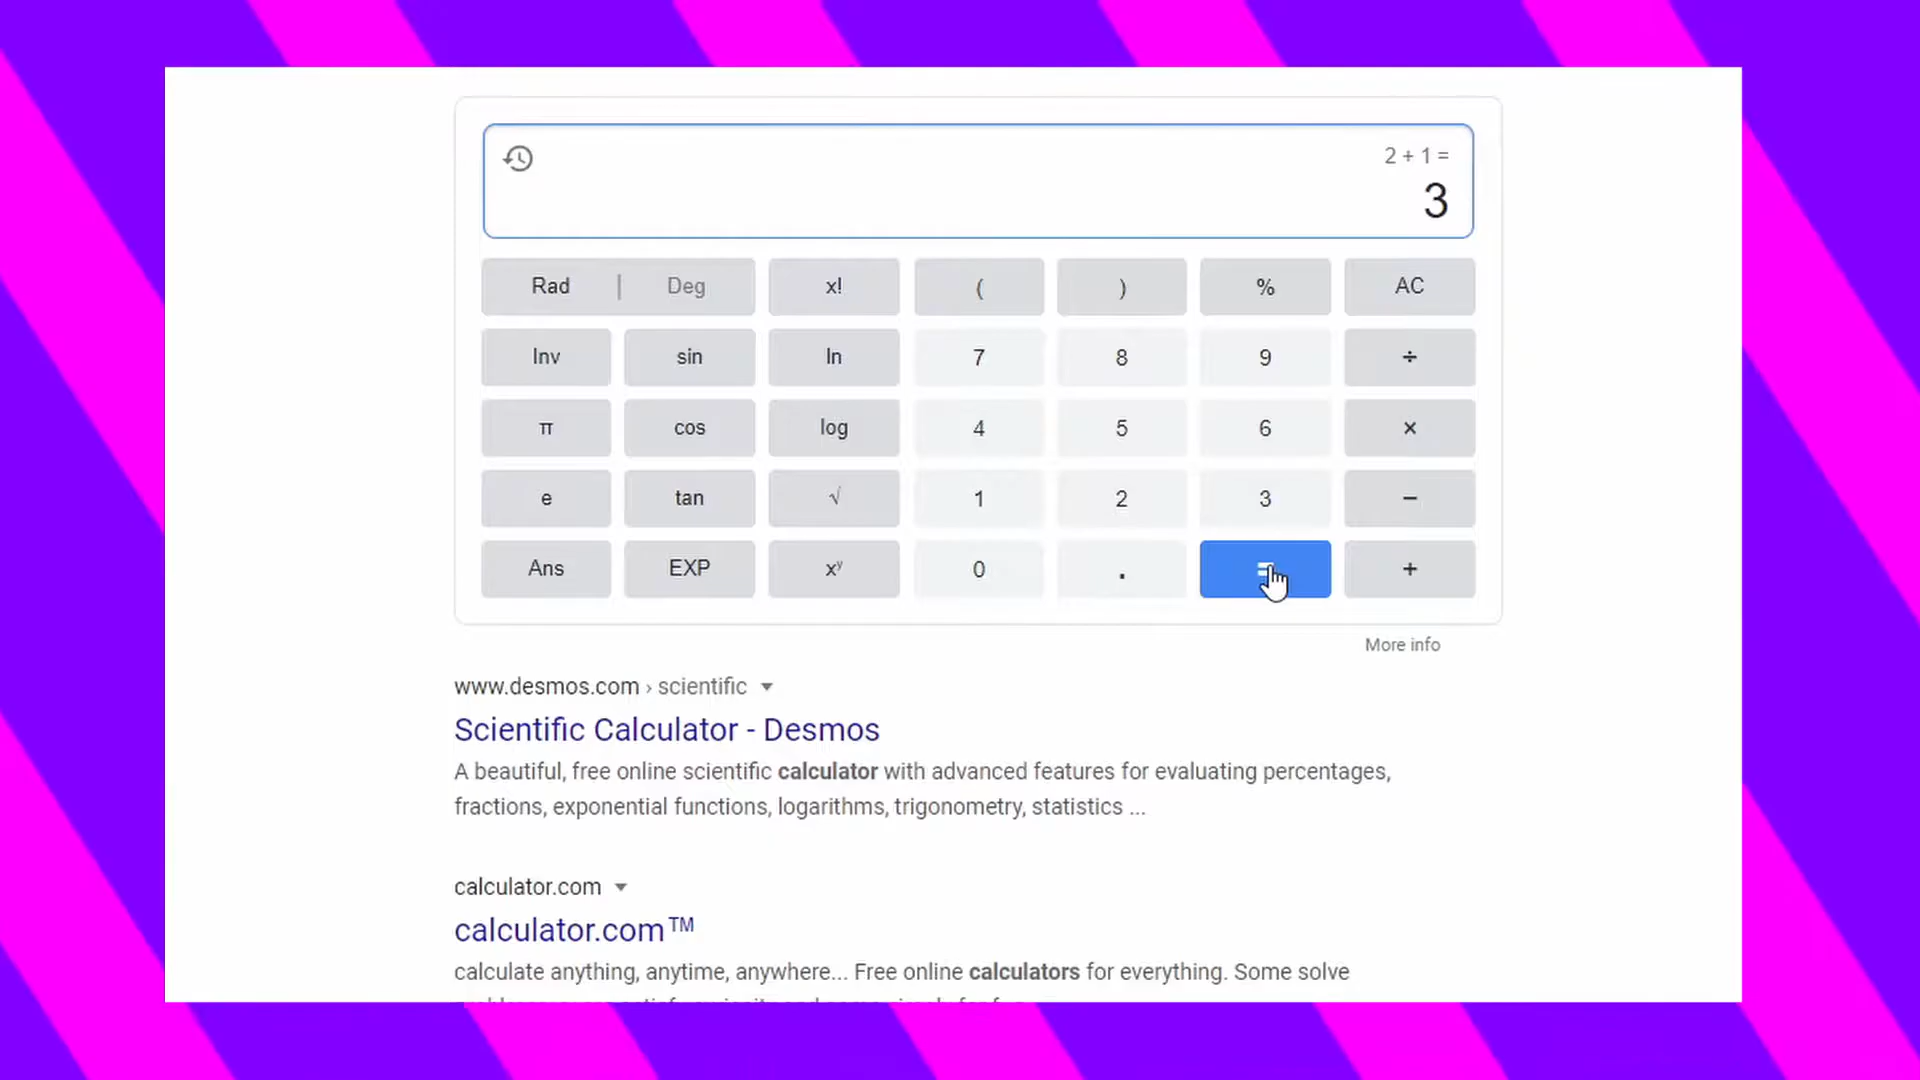 2 + 1 =
3
Rad | Deg x! ( ) % AC
Inv sin ln 7 8 9 ÷
π cos log 4 5 6 ×
e tan √ 1 2 3 −
Ans EXP xʸ 0 . = +
More info
www.desmos.com › scientific
Scientific Calculator - Desmos
A beautiful, free online scientific calculator with advanced features for evaluating percentages,
fractions, exponential functions, logarithms, trigonometry, statistics ...
calculator.com
calculator.com™
calculate anything, anytime, anywhere... Free online calculators for everything. Some solve